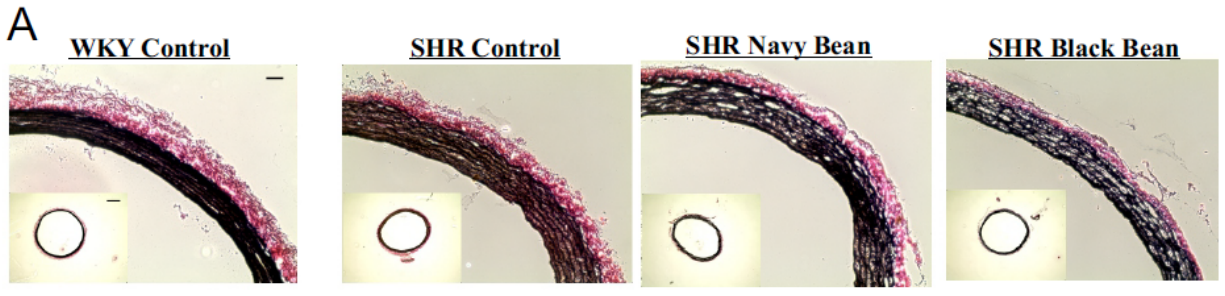 A
WKY Control
SHR Control
SHR Navy Bean
SHR Black Bean